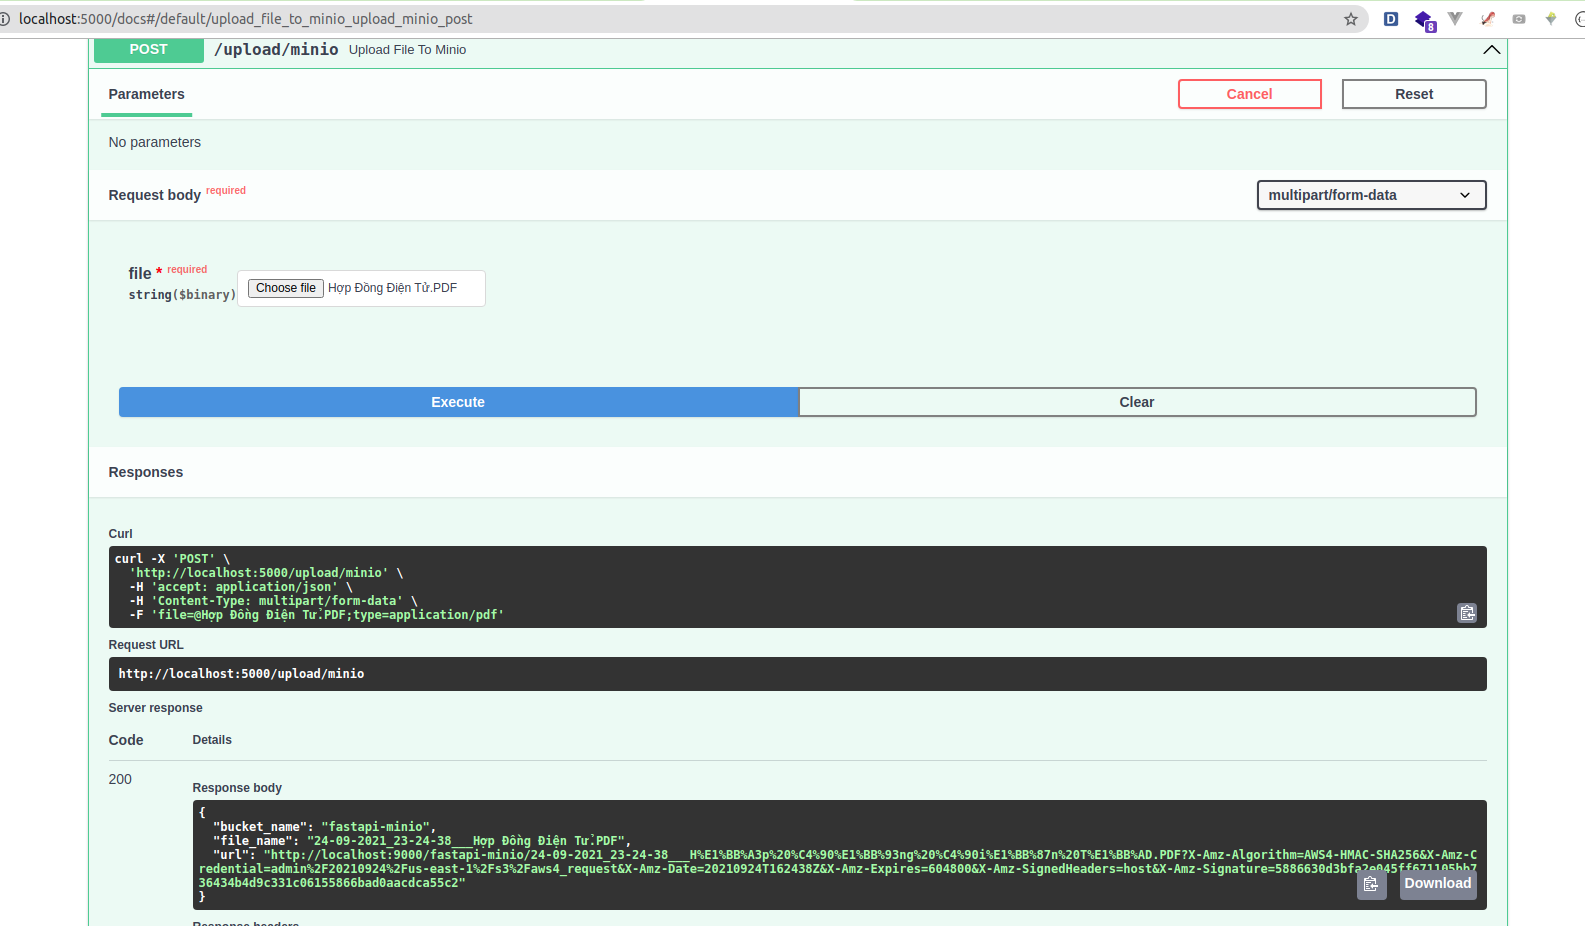 localhost:5000/docs#/default/upload_file_to_minio_upload_minio_post
D
8
POST /upload/minio Upload File To Minio
Parameters
Cancel
Reset
No parameters
Request body required
multipart/form-data
file * required
string($binary)
Choose file Hợp Đồng Điện Tử.PDF
Execute
Clear
Responses
Curl
curl -X 'POST' \
'http://localhost:5000/upload/minio' \
-H 'accept: application/json' \
-H 'Content-Type: multipart/form-data' \
-F 'file=@Hợp Đồng Điện Tử.PDF;type=application/pdf'
Request URL
http://localhost:5000/upload/minio
Server response
Code Details
200
Response body
{
"bucket_name": "fastapi-minio",
"file_name": "24-09-2021_23-24-38___Hợp Đồng Điện Tử.PDF",
"url": "http://localhost:9000/fastapi-minio/24-09-2021_23-24-38___H%E1%BB%A3p%20%C4%90%E1%BB%93ng%20%C4%90i%E1%BB%87n%20T%E1%BB%AD.PDF?X-Amz-Algorithm=AWS4-HMAC-SHA256&X-Amz-C
redential=admin%2F20210924%2Fus-east-1%2Fs3%2Faws4_request&X-Amz-Date=20210924T162438Z&X-Amz-Expires=604800&X-Amz-SignedHeaders=host&X-Amz-Signature=5886630d3bfa2e045ff671105bb7
36434b4d9c331c06155866bad0aacdca55c2"
}
Download
Response headers